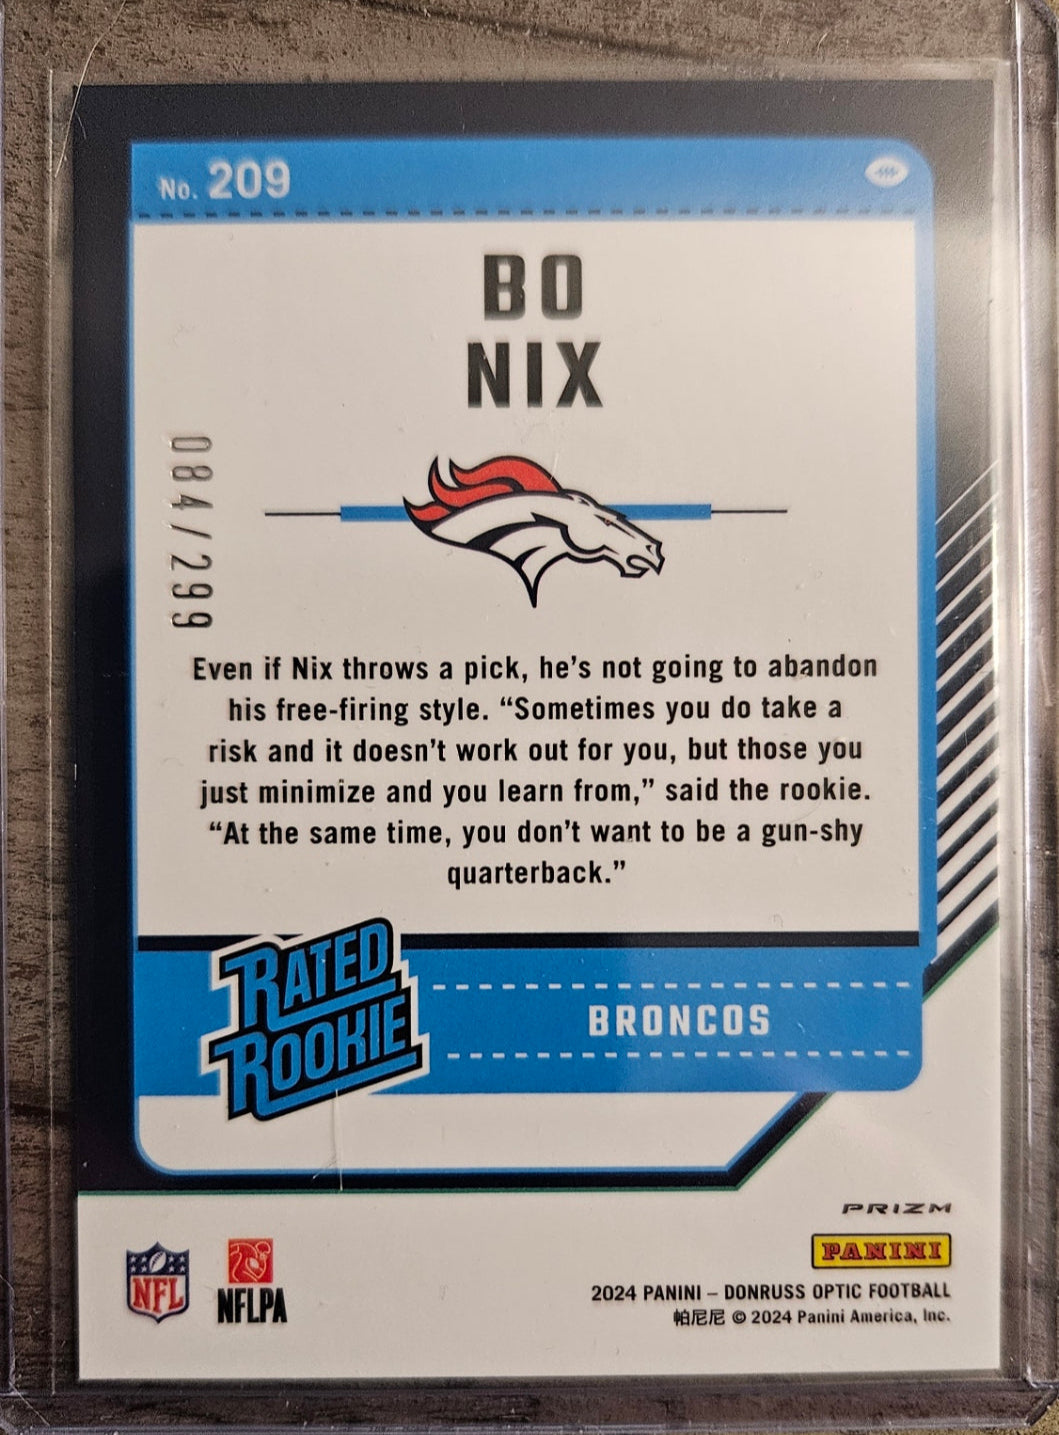 No. 209
BO
NIX
084/299
Even if Nix throws a pick, he's not going to abandon
his free-firing style. “Sometimes you do take a
risk and it doesn't work out for you, but those you
just minimize and you learn from,” said the rookie.
“At the same time, you don't want to be a gun-shy
quarterback.”
RATED
ROOKIE
BRONCOS
PRIZM
PANINI
NFL
NFLPA
2024 PANINI – DONRUSS OPTIC FOOTBALL
帕尼尼 © 2024 Panini America, Inc.